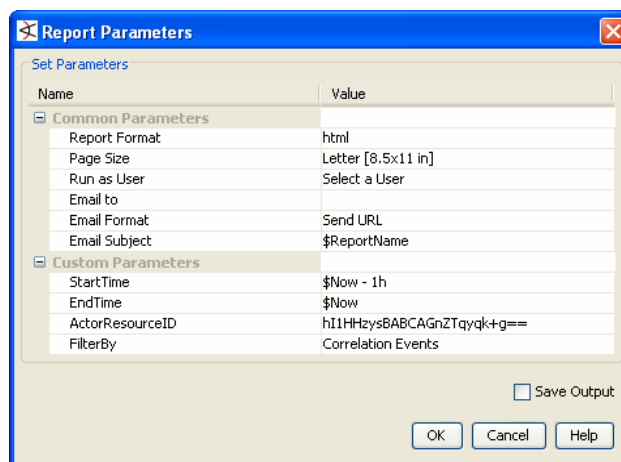 Report Parameters
Set Parameters
Name Value
Common Parameters
Report Format html
Page Size Letter [8.5x11 in]
Run as User Select a User
Email to
Email Format Send URL
Email Subject $ReportName
Custom Parameters
StartTime $Now - 1h
EndTime $Now
ActorResourceID hI1HHzysBABCAGnZTqyqk+g==
FilterBy Correlation Events
Save Output
OK Cancel Help